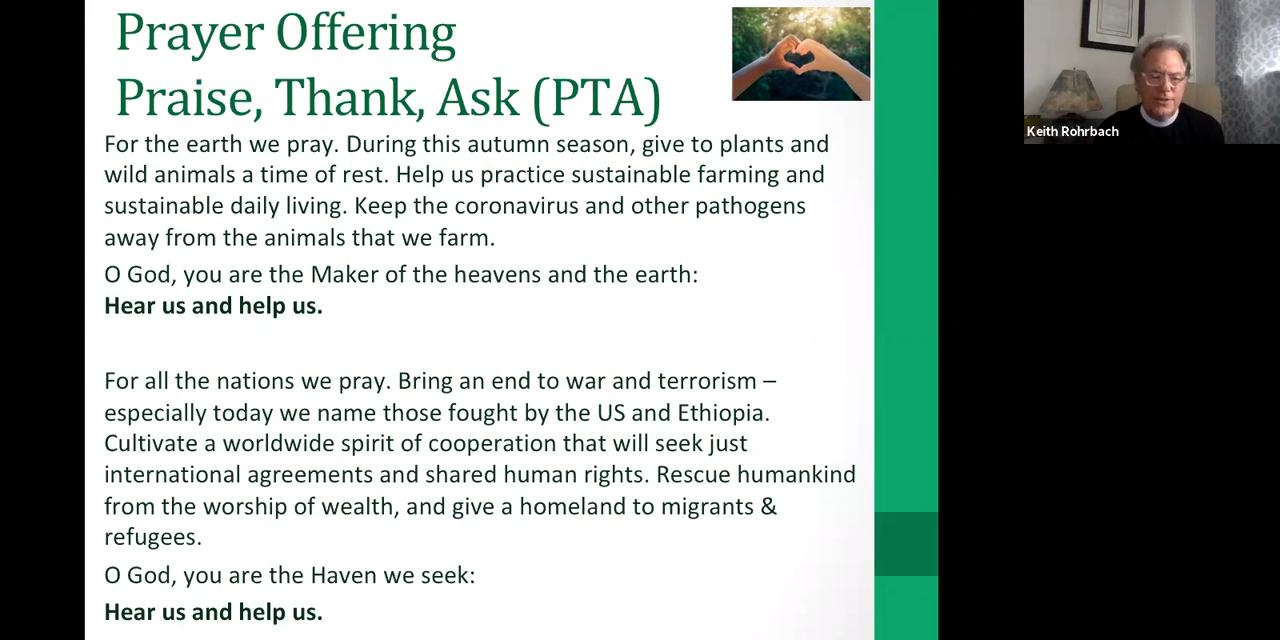 Prayer Offering
Praise, Thank, Ask (PTA)
For the earth we pray. During this autumn season, give to plants and
wild animals a time of rest. Help us practice sustainable farming and
sustainable daily living. Keep the coronavirus and other pathogens
away from the animals that we farm.
O God, you are the Maker of the heavens and the earth:
Hear us and help us.
For all the nations we pray. Bring an end to war and terrorism –
especially today we name those fought by the US and Ethiopia.
Cultivate a worldwide spirit of cooperation that will seek just
international agreements and shared human rights. Rescue humankind
from the worship of wealth, and give a homeland to migrants &
refugees.
O God, you are the Haven we seek:
Hear us and help us.
Keith Rohrbach